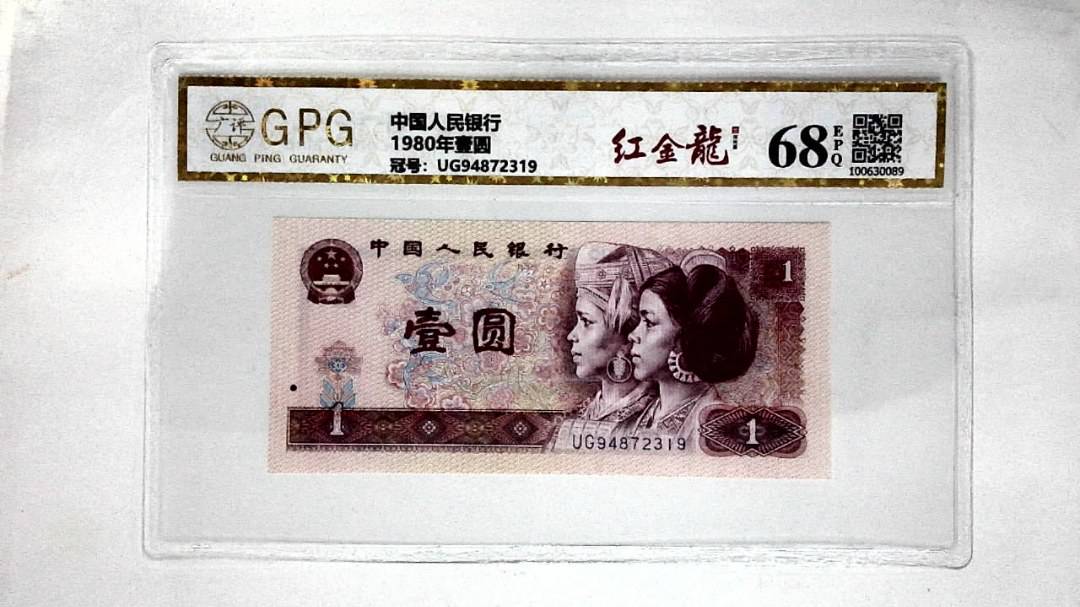 GPG
GUANG PING GUARANTY
中国人民银行
1980年壹圆
冠号：UG94872319
红金龍
68
EPQ
100630089
中国人民银行
1
壹圆
1
UG94872319
1